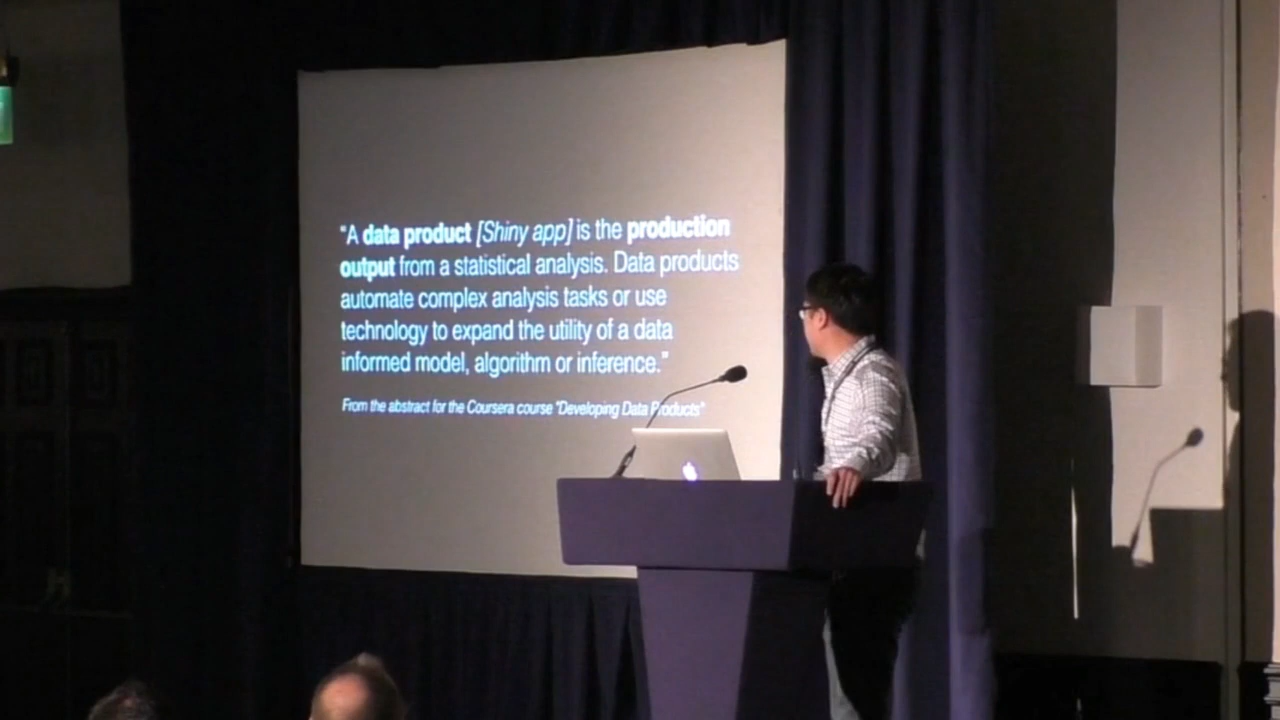 "A data product [Shiny app] is the production
output from a statistical analysis. Data products
automate complex analysis tasks or use
technology to expand the utility of a data
informed model, algorithm or inference."
From the abstract for the Coursera course "Developing Data Products"